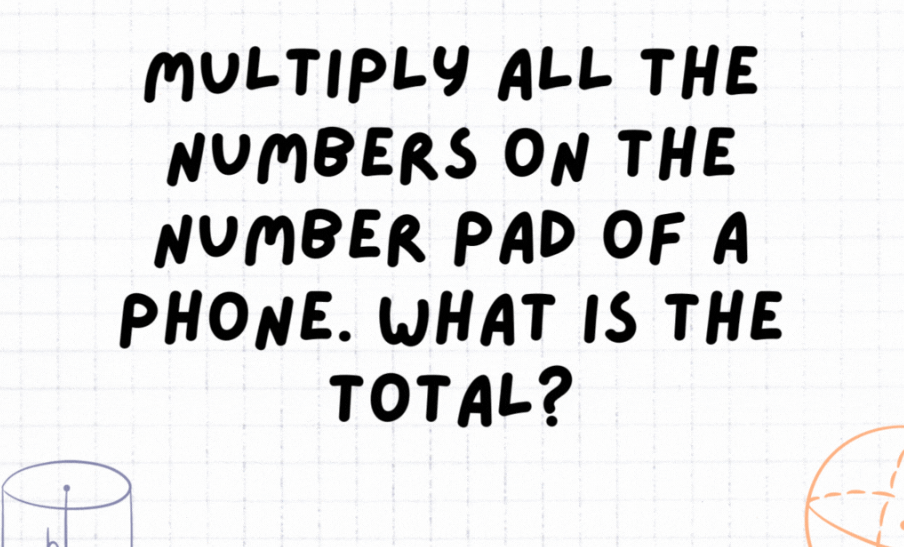 MULTIPLY ALL THE
NUMBERS ON THE
NUMBER PAD OF A
PHONE. WHAT IS THE
TOTAL?
h